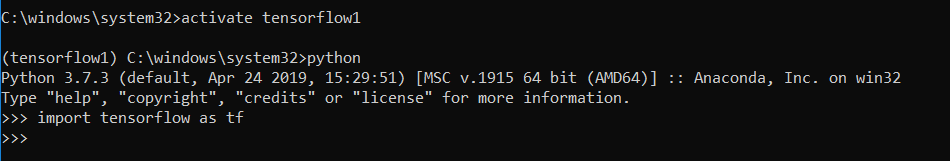 C:\windows\system32>activate tensorflow1
(tensorflow1) C:\windows\system32>python
Python 3.7.3 (default, Apr 24 2019, 15:29:51) [MSC v.1915 64 bit (AMD64)] :: Anaconda, Inc. on win32
Type "help", "copyright", "credits" or "license" for more information.
>>> import tensorflow as tf
>>>